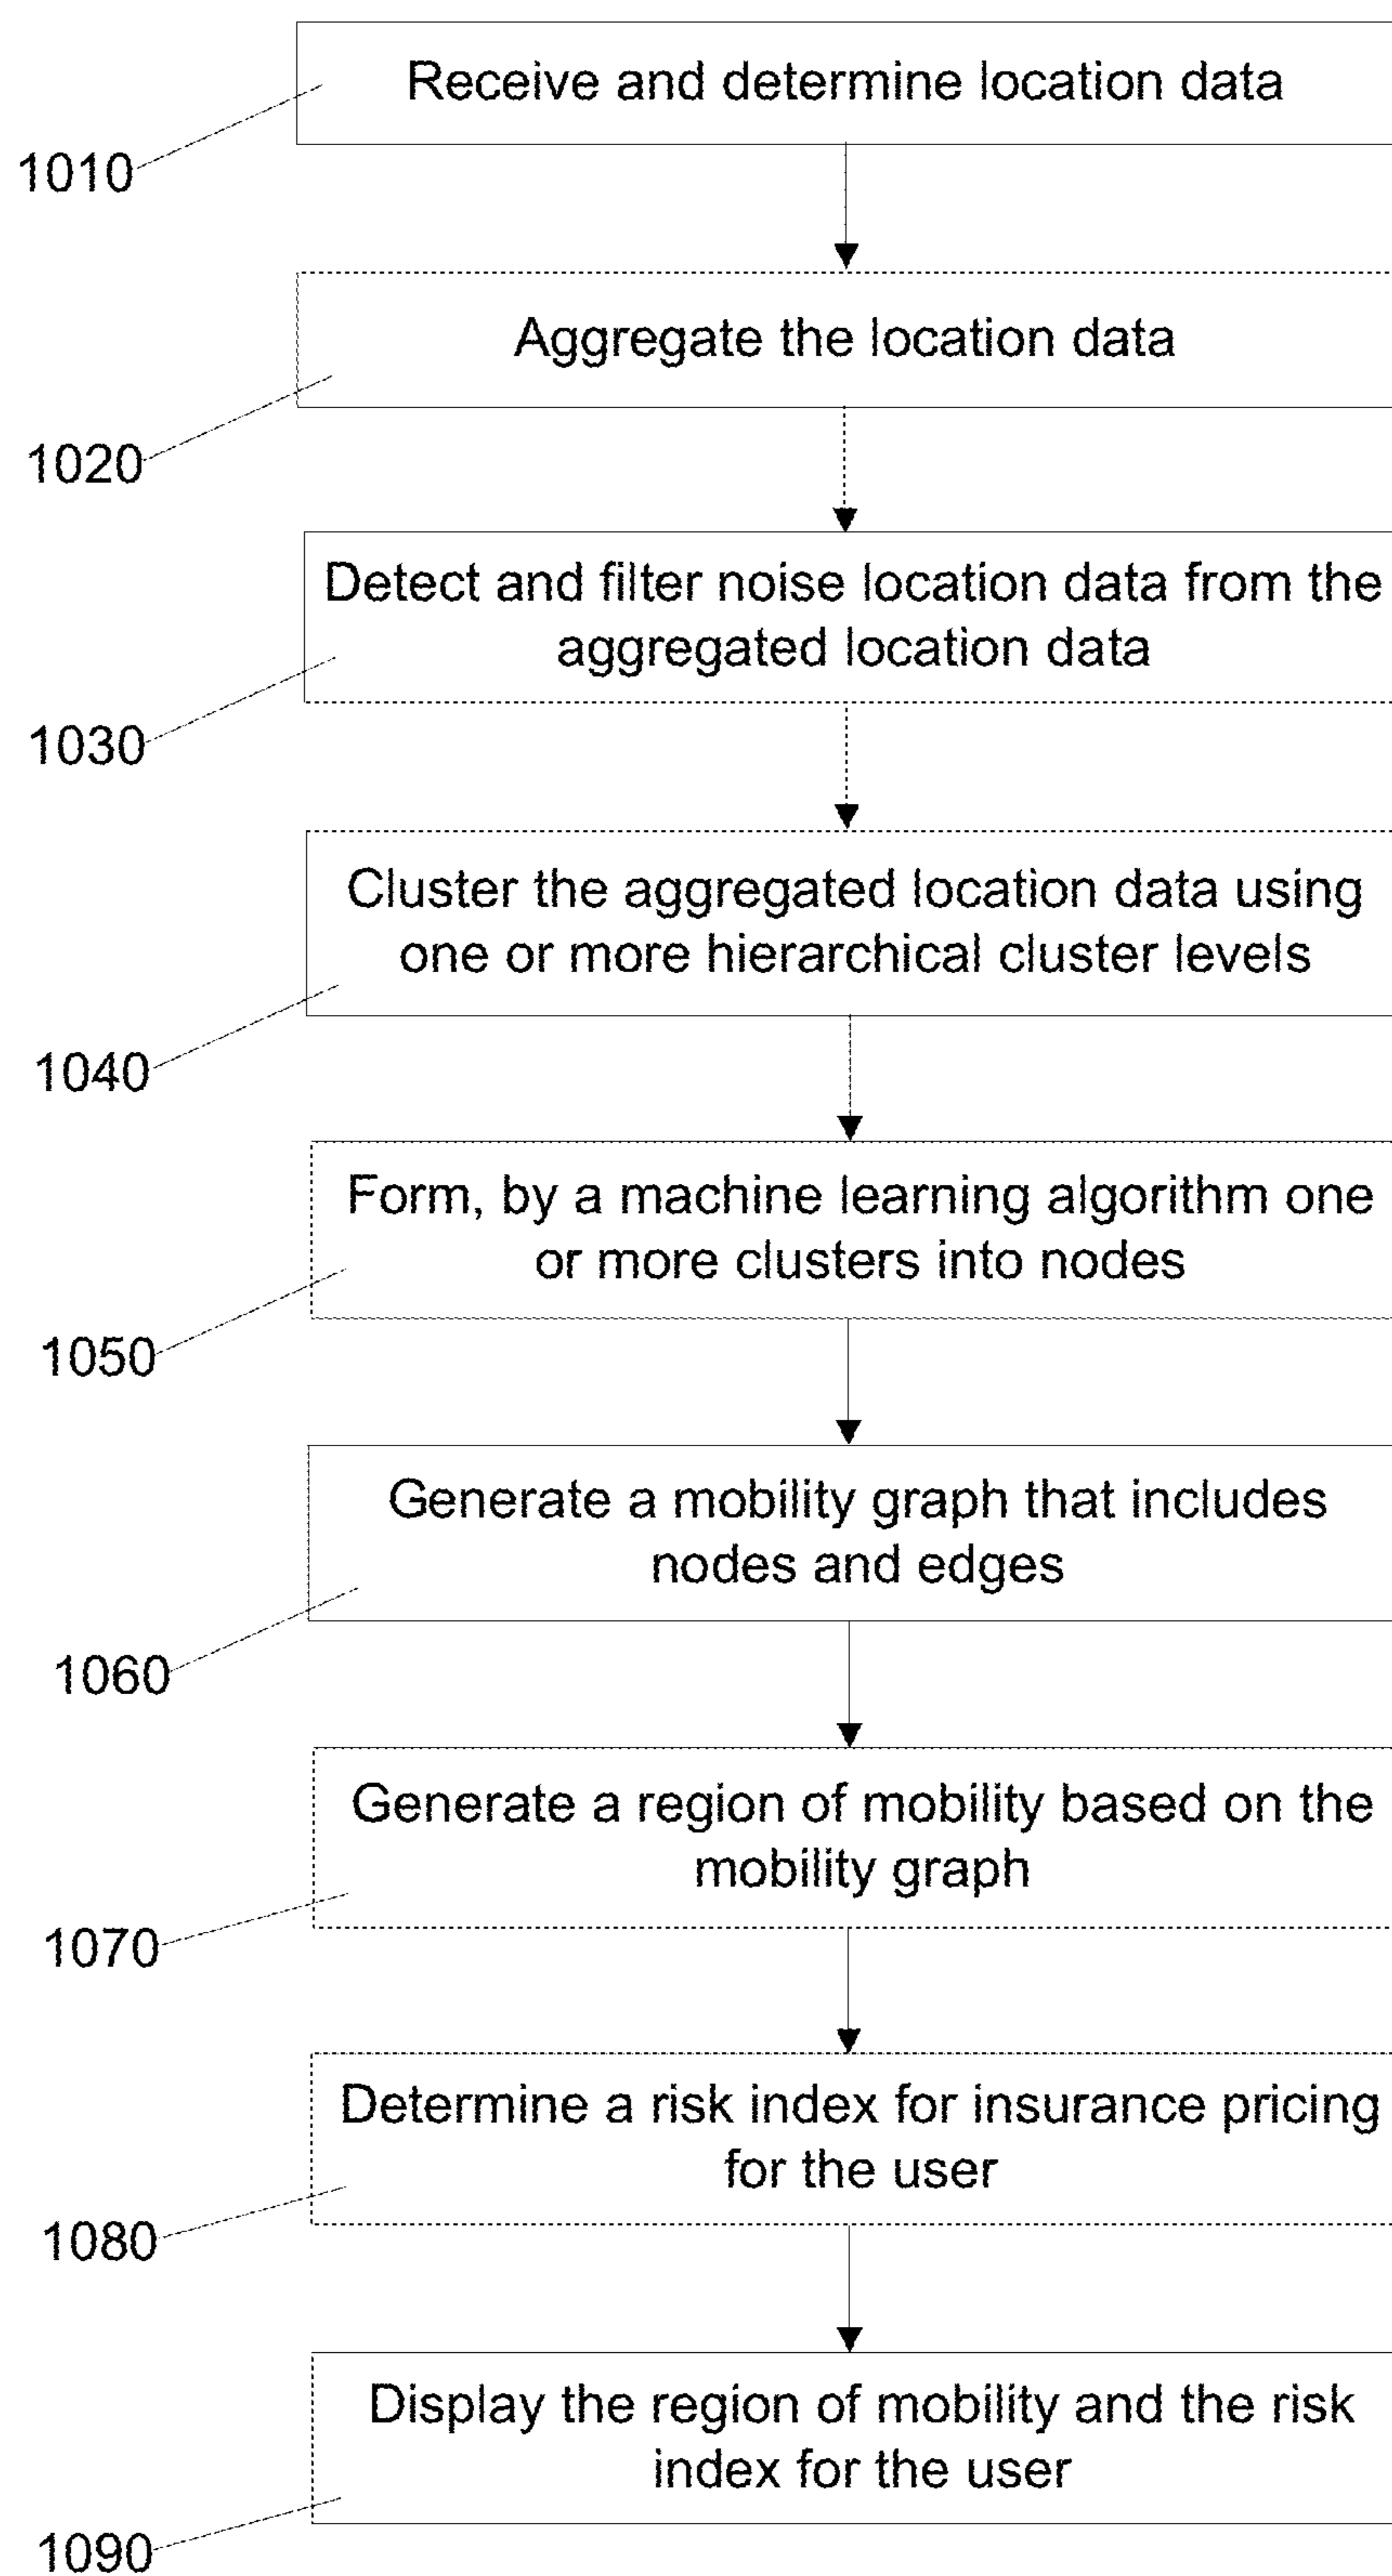 Receive and determine location data
1010
Aggregate the location data
1020
Detect and filter noise location data from the
aggregated location data
1030
Cluster the aggregated location data using
one or more hierarchical cluster levels
1040
Form, by a machine learning algorithm one
or more clusters into nodes
1050
Generate a mobility graph that includes
nodes and edges
1060
Generate a region of mobility based on the
mobility graph
1070
Determine a risk index for insurance pricing
for the user
1080
Display the region of mobility and the risk
index for the user
1090